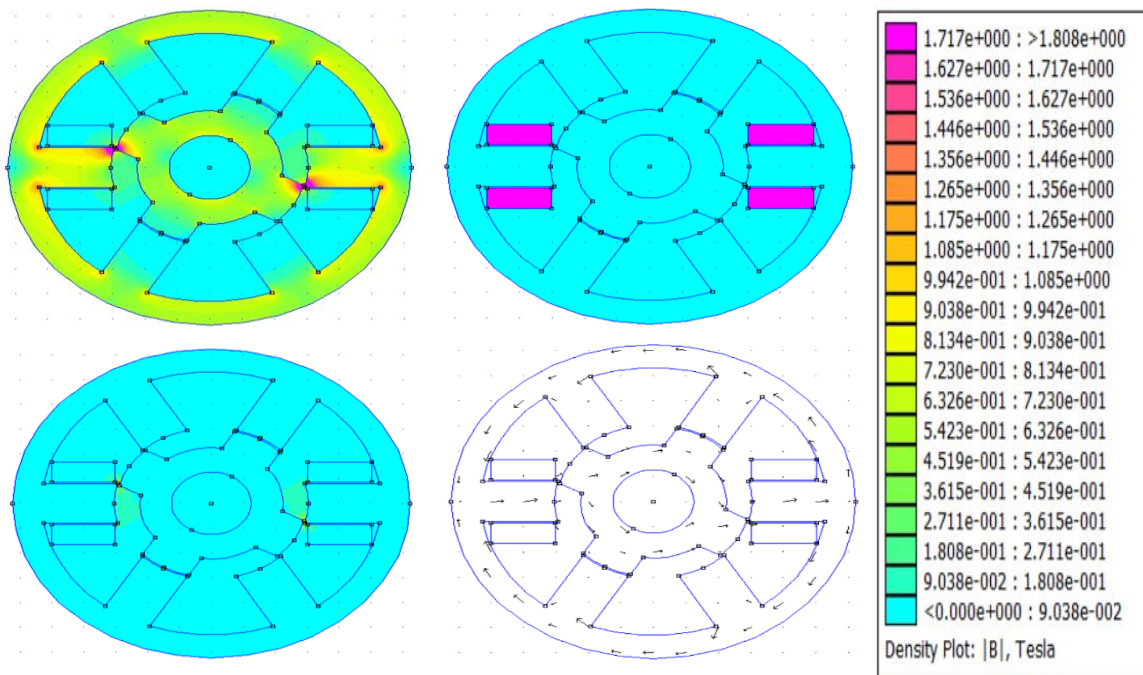 1.717e+000 : >1.808e+000
1.627e+000 : 1.717e+000
1.536e+000 : 1.627e+000
1.446e+000 : 1.536e+000
1.356e+000 : 1.446e+000
1.265e+000 : 1.356e+000
1.175e+000 : 1.265e+000
1.085e+000 : 1.175e+000
9.942e-001 : 1.085e+000
9.038e-001 : 9.942e-001
8.134e-001 : 9.038e-001
7.230e-001 : 8.134e-001
6.326e-001 : 7.230e-001
5.423e-001 : 6.326e-001
4.519e-001 : 5.423e-001
3.615e-001 : 4.519e-001
2.711e-001 : 3.615e-001
1.808e-001 : 2.711e-001
9.038e-002 : 1.808e-001
<0.000e+000 : 9.038e-002
Density Plot: |B|, Tesla